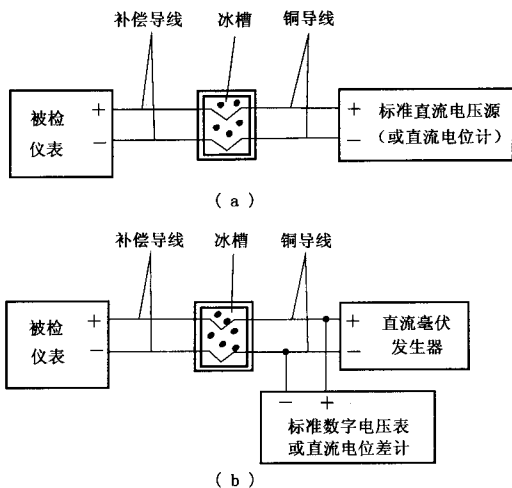 补偿导线 冰槽 铜导线
被检
仪表
+
−
+
−
标准直流电压源
（或直流电位计）
( a )
补偿导线 冰槽 铜导线
被检
仪表
+
−
+
−
直流毫伏
发生器
− +
标准数字电压表
或直流电位差计
( b )